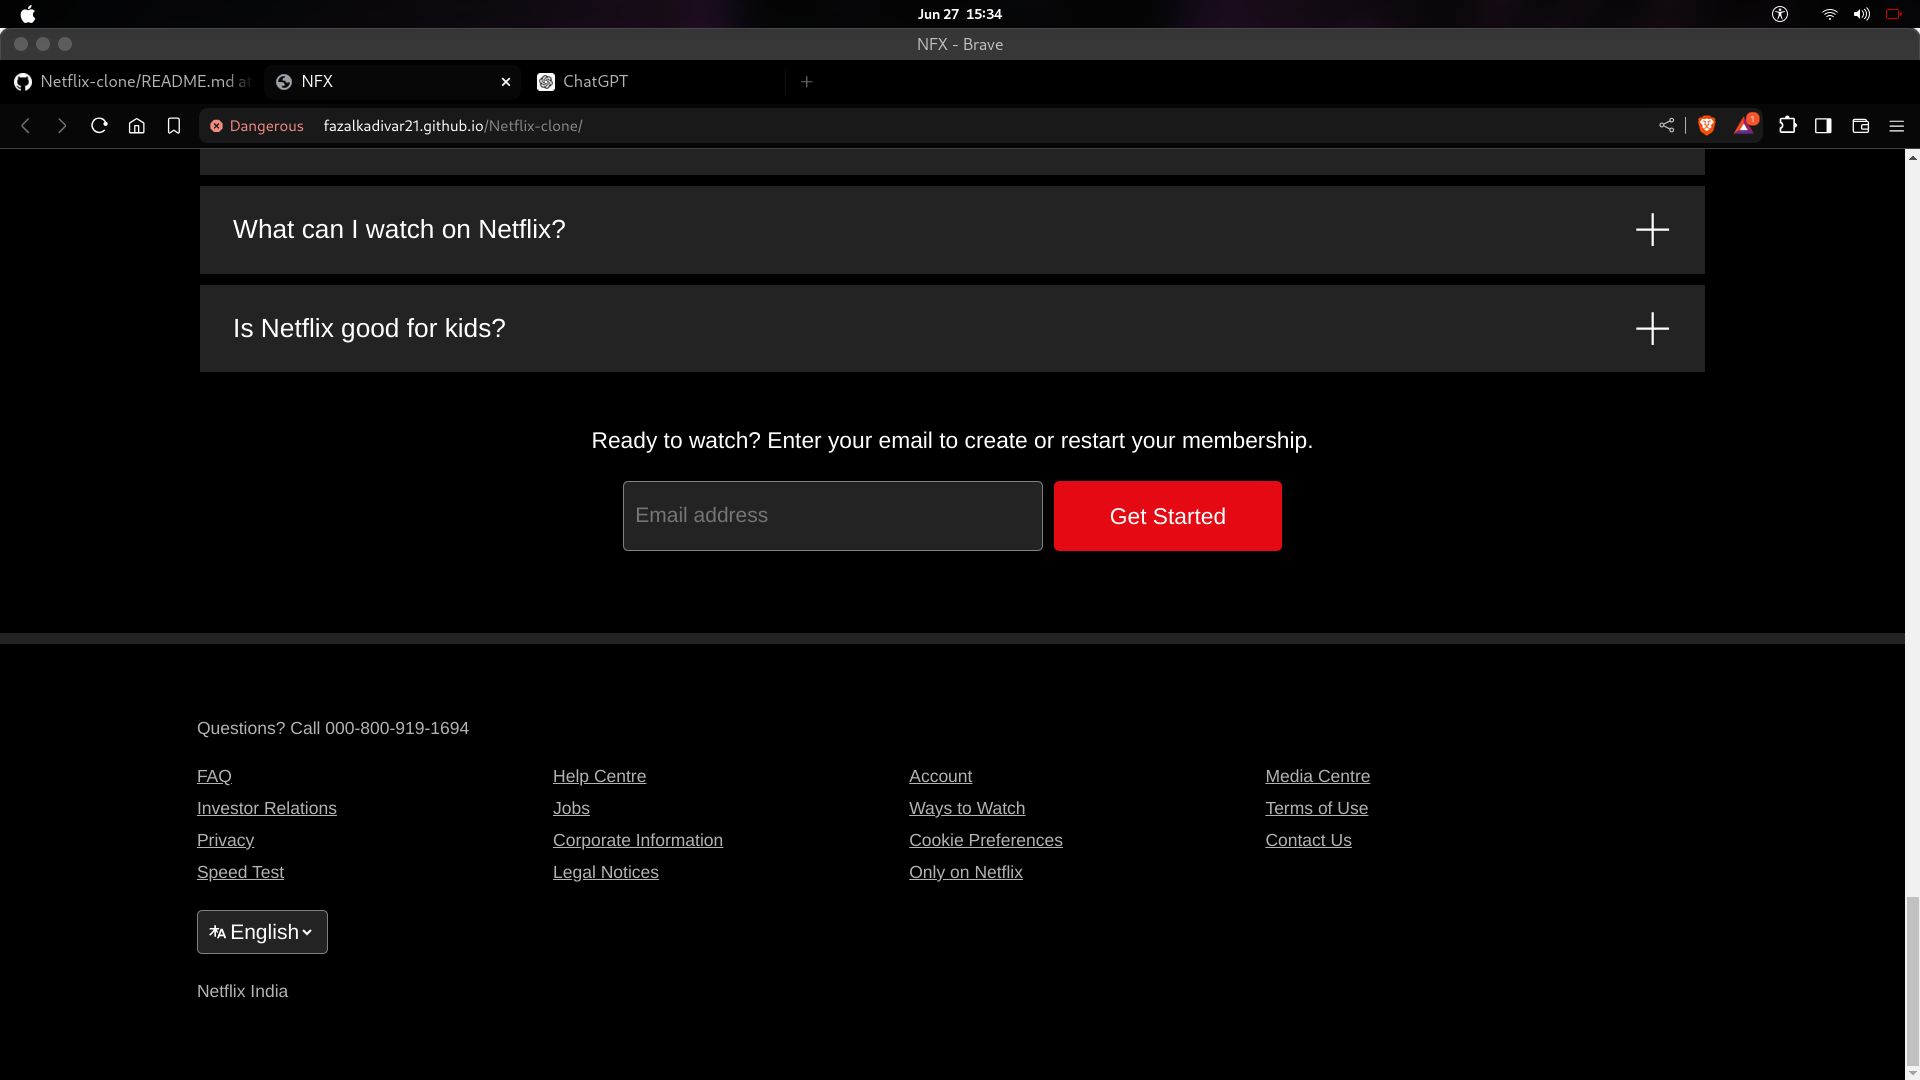 Jun 27 15:34
NFX - Brave
Netflix-clone/README.md at
NFX
ChatGPT
Dangerous fazalkadivar21.github.io/Netflix-clone/
1
What can I watch on Netflix?
Is Netflix good for kids?
Ready to watch? Enter your email to create or restart your membership.
Email address
Get Started
Questions? Call 000-800-919-1694
FAQ
Help Centre
Account
Media Centre
Investor Relations
Jobs
Ways to Watch
Terms of Use
Privacy
Corporate Information
Cookie Preferences
Contact Us
Speed Test
Legal Notices
Only on Netflix
English
Netflix India